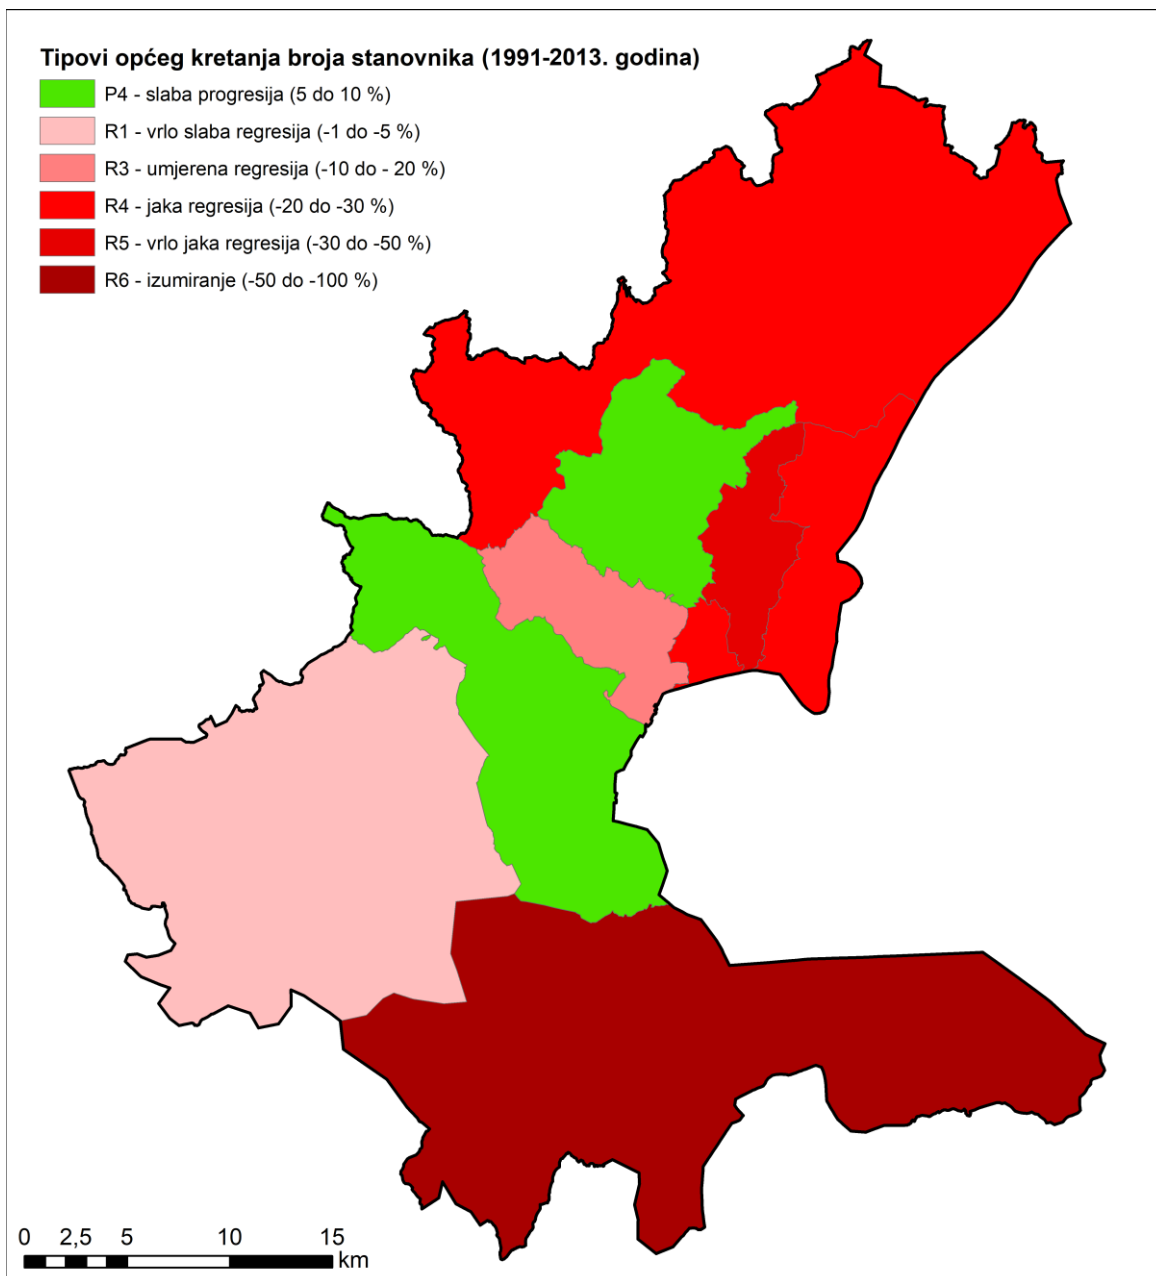 Tipovi općeg kretanja broja stanovnika (1991-2013. godina)
P4 - slaba progresija (5 do 10 %)
R1 - vrlo slaba regresija (-1 do -5 %)
R3 - umjerena regresija (-10 do - 20 %)
R4 - jaka regresija (-20 do -30 %)
R5 - vrlo jaka regresija (-30 do -50 %)
R6 - izumiranje (-50 do -100 %)
0 2,5 5 10 15
km